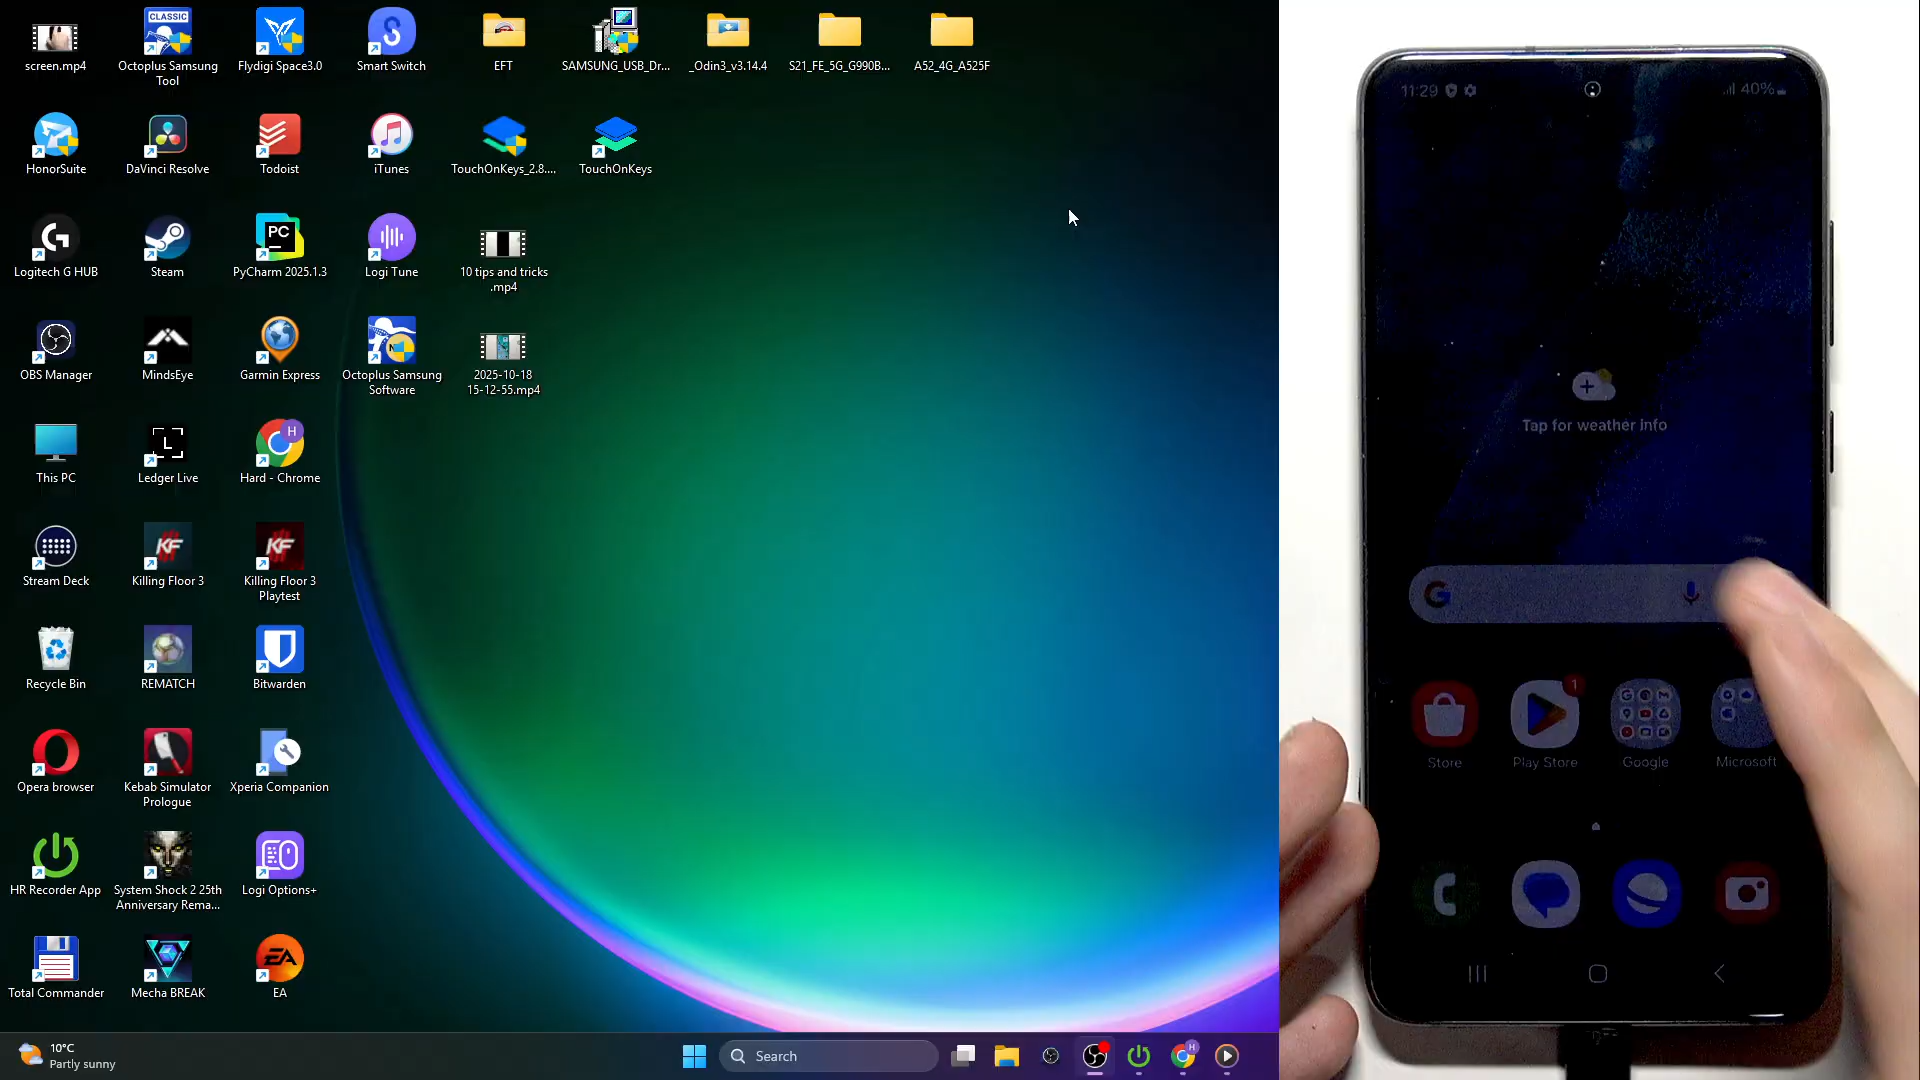 screen.mp4
Octoplus Samsung
Tool
Flydigi Space3.0
Smart Switch
EFT
SAMSUNG_USB_Dr...
_Odin3_v3.14.4
S21_FE_5G_G990B...
A52_4G_A525F
HonorSuite
DaVinci Resolve
Todoist
iTunes
TouchOnKeys_2.8....
TouchOnKeys
Logitech G HUB
Steam
PyCharm 2025.1.3
Logi Tune
10 tips and tricks
.mp4
OBS Manager
MindsEye
Garmin Express
Octoplus Samsung
Software
2025-10-18
15-12-55.mp4
This PC
Ledger Live
Hard - Chrome
Stream Deck
Killing Floor 3
Killing Floor 3
Playtest
Recycle Bin
REMATCH
Bitwarden
Opera browser
Kebab Simulator
Prologue
Xperia Companion
HR Recorder App
System Shock 2 25th
Anniversary Rema...
Logi Options+
Total Commander
Mecha BREAK
EA
10°C
Partly sunny
Search
11:29
40%
Tap for weather info
Store
Play Store
Google
Microsoft